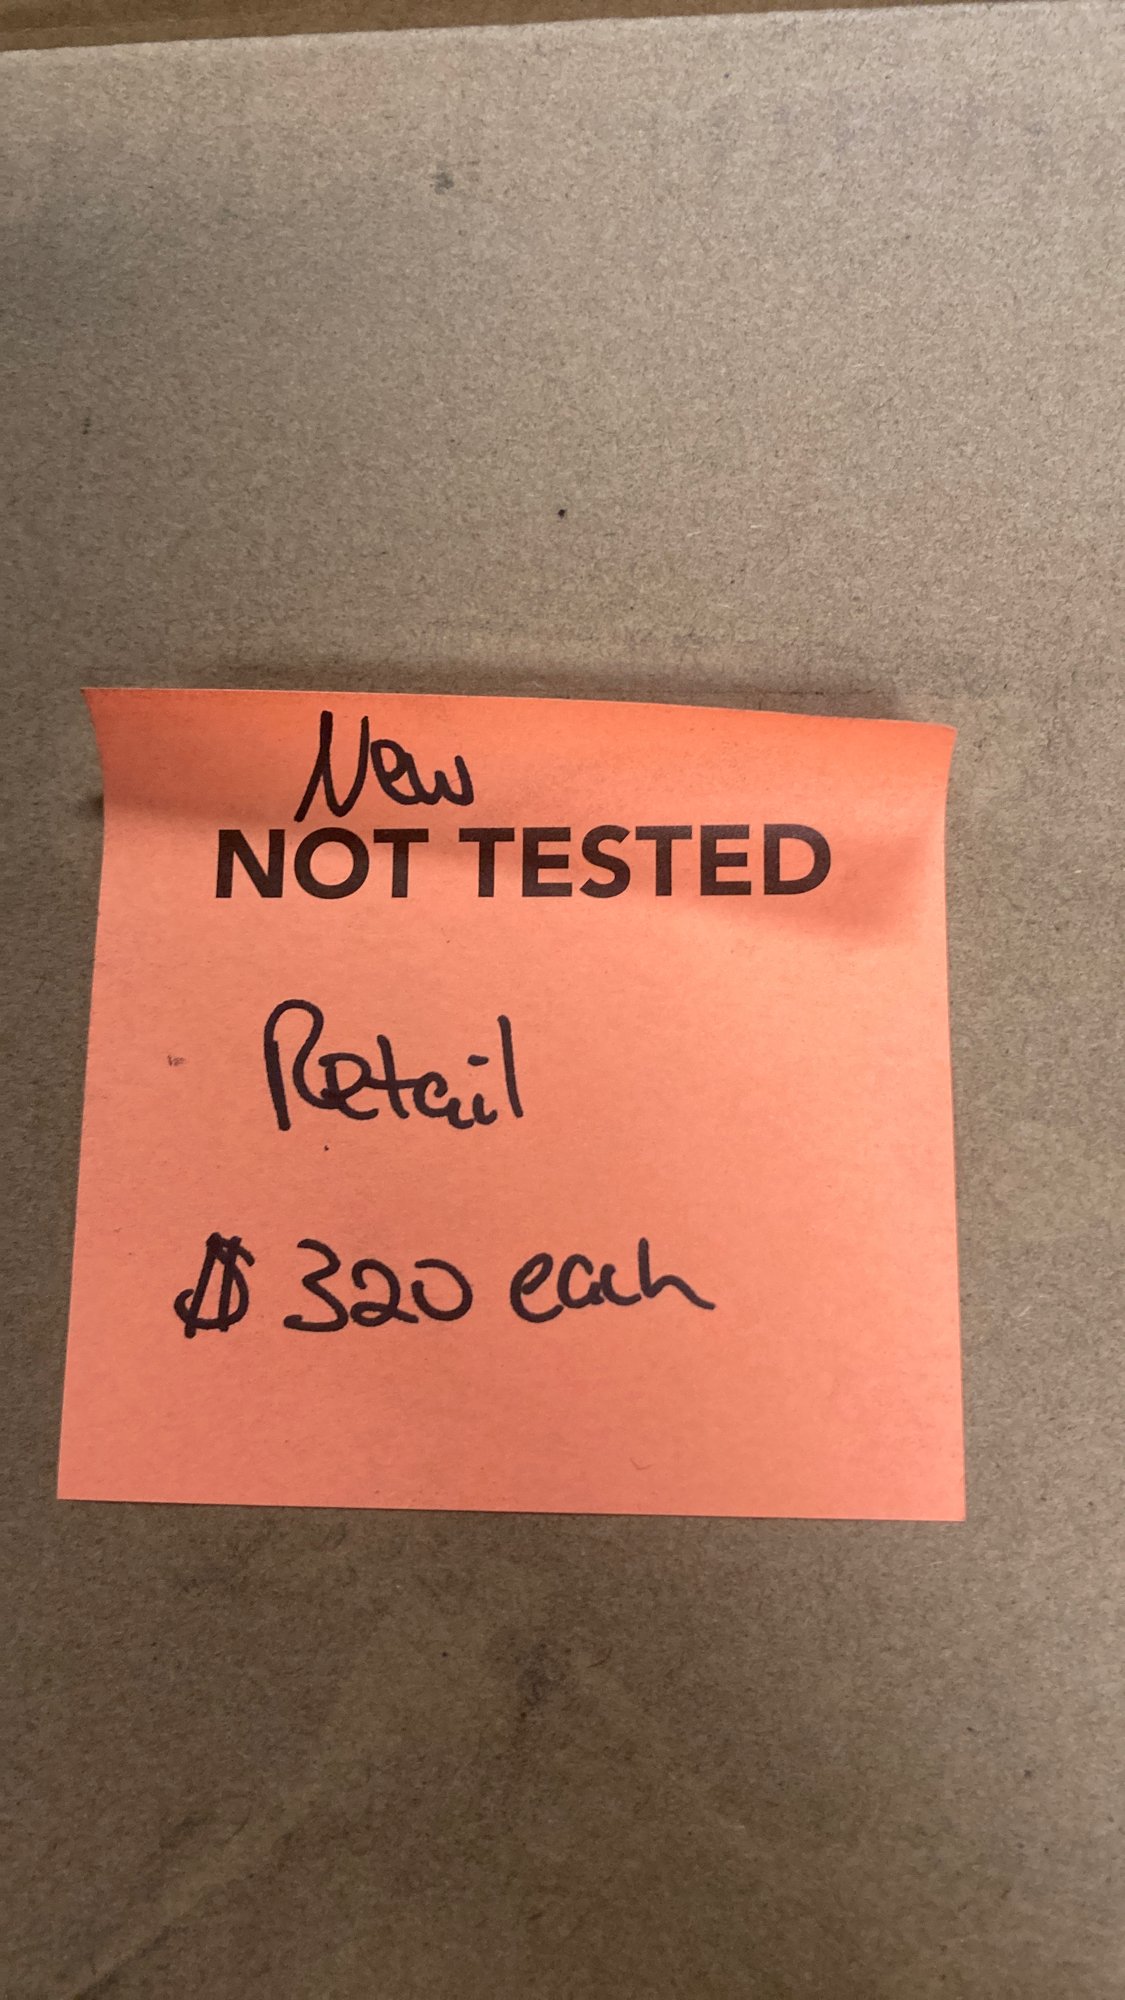 New
NOT TESTED
Retail
$320 each